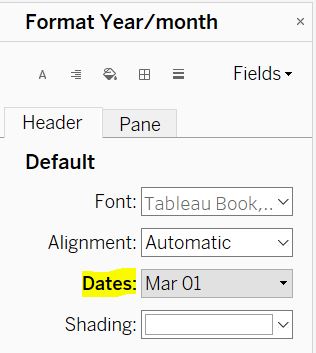 Format Year/month ×
A Fields
Header Pane
Default
Font: Tableau Book,..
Alignment: Automatic
Dates: Mar 01
Shading: